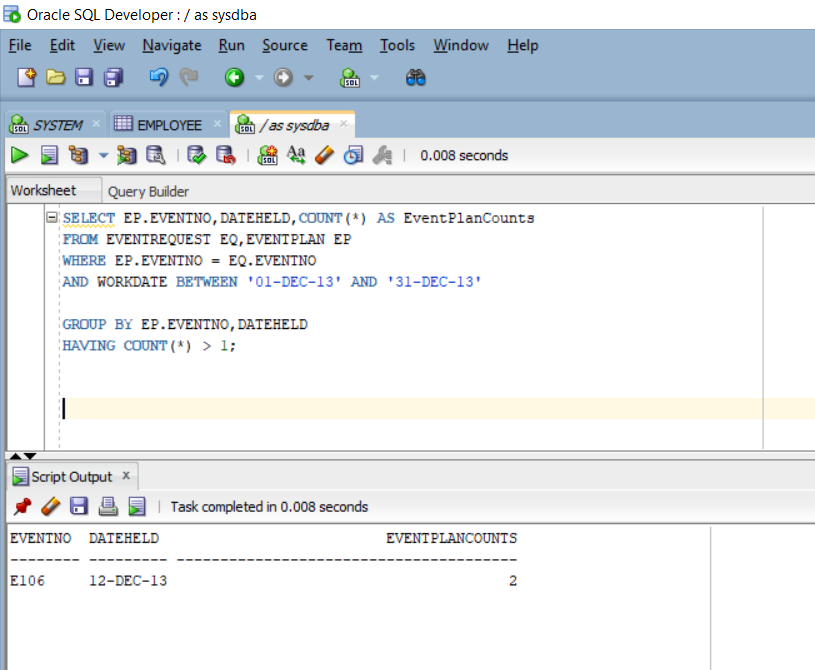 Oracle SQL Developer : / as sysdba
File Edit View Navigate Run Source Team Tools Window Help
SYSTEM × EMPLOYEE × / as sysdba ×
0.008 seconds
Worksheet Query Builder
SELECT EP.EVENTNO,DATEHELD,COUNT(*) AS EventPlanCounts
FROM EVENTREQUEST EQ,EVENTPLAN EP
WHERE EP.EVENTNO = EQ.EVENTNO
AND WORKDATE BETWEEN '01-DEC-13' AND '31-DEC-13'
GROUP BY EP.EVENTNO,DATEHELD
HAVING COUNT(*) > 1;
Script Output ×
Task completed in 0.008 seconds
EVENTNO DATEHELD EVENTPLANCOUNTS
-------- --------- ---------------------------------------
E106 12-DEC-13 2